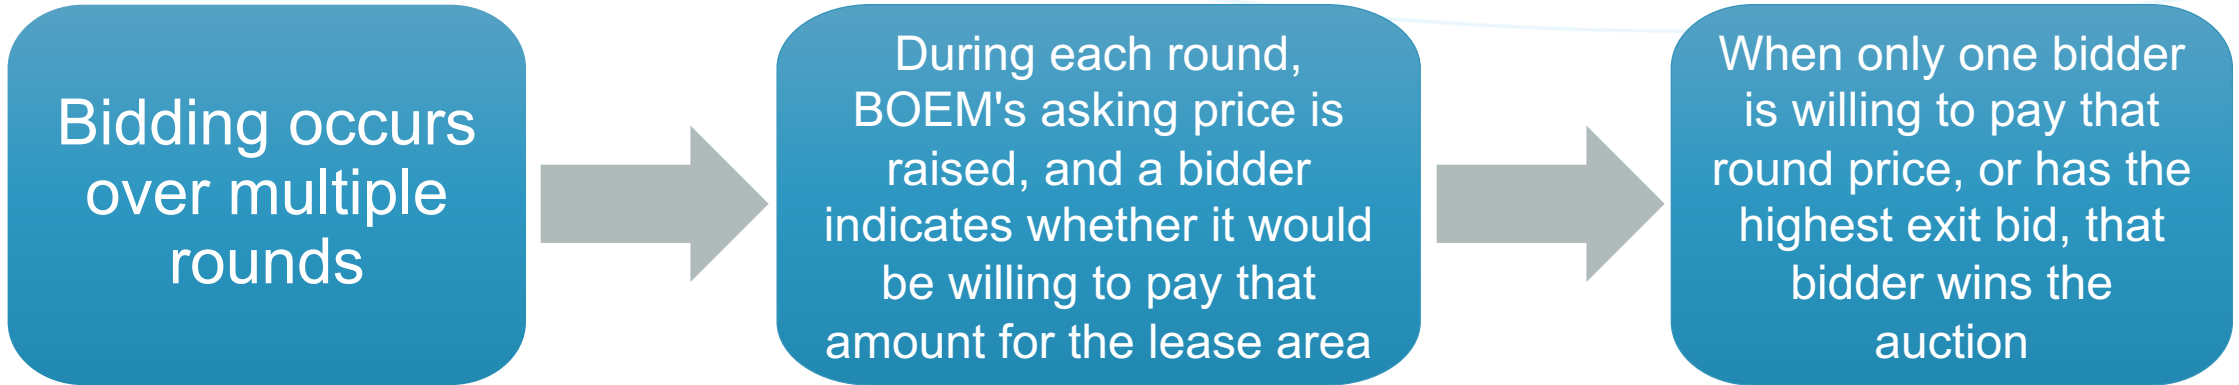 Bidding occurs
over multiple
rounds
During each round,
BOEM's asking price is
raised, and a bidder
indicates whether it would
be willing to pay that
amount for the lease area
When only one bidder
is willing to pay that
round price, or has the
highest exit bid, that
bidder wins the
auction